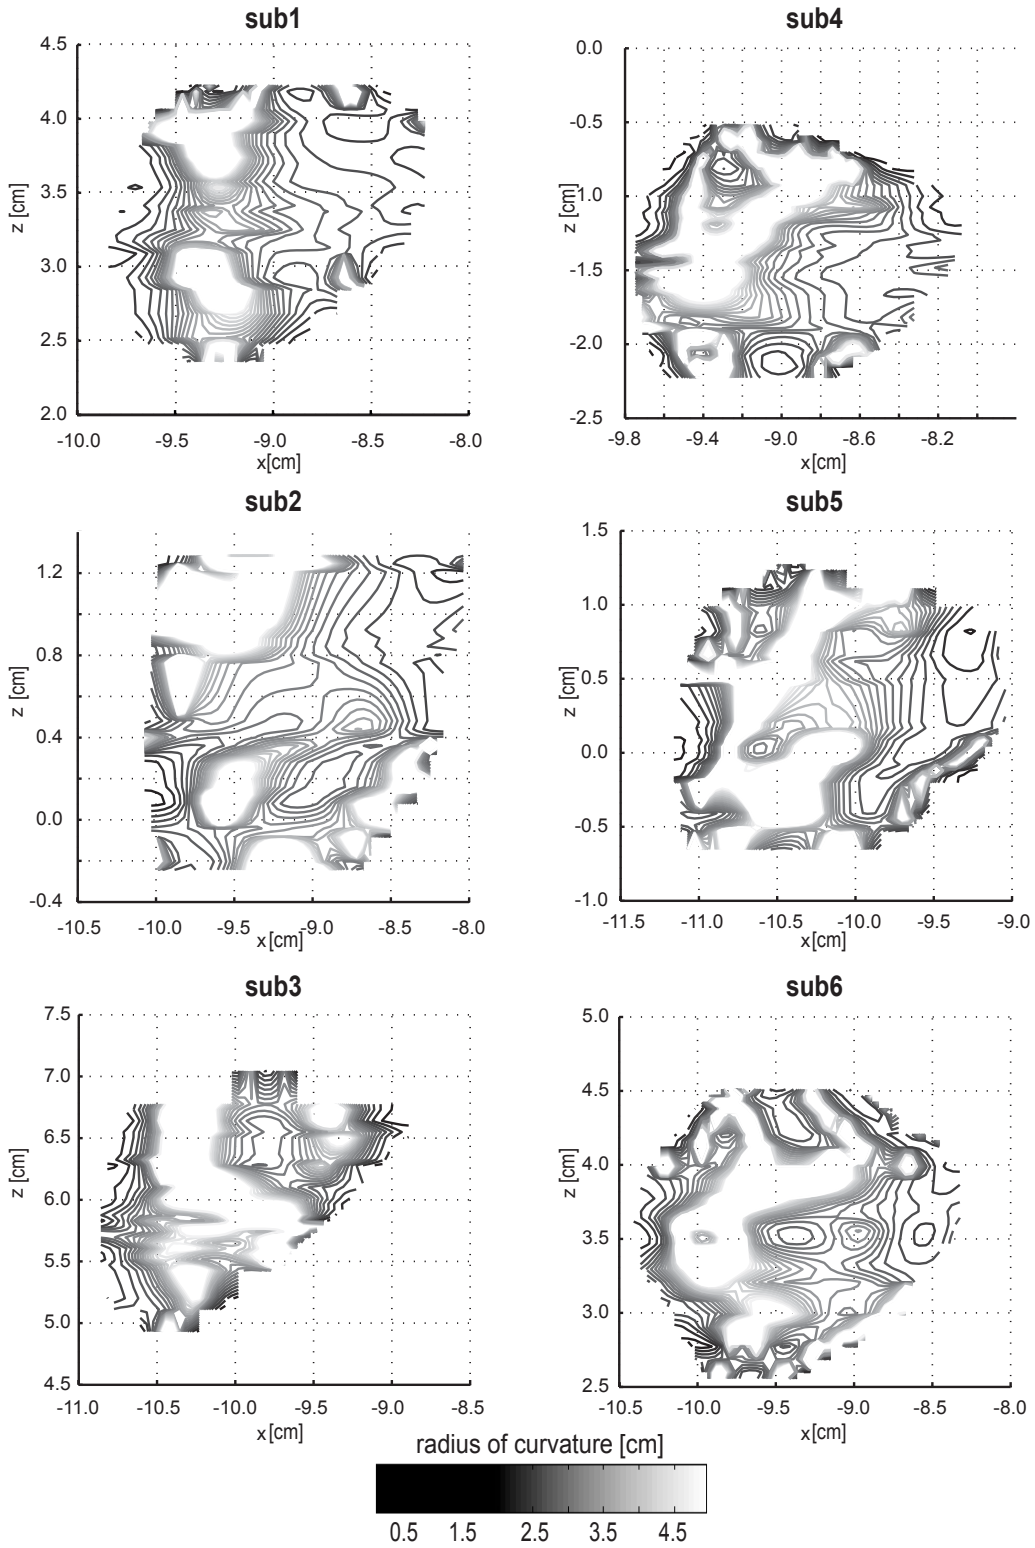 sub1
4.5
4.0
3.5
3.0
2.5
2.0
z [cm]
-10.0 -9.5 -9.0 -8.5 -8.0
x[cm]
sub4
0.0
-0.5
-1.0
-1.5
-2.0
-2.5
z [cm]
-9.8 -9.4 -9.0 -8.6 -8.2
x[cm]
sub2
1.2
0.8
0.4
0.0
-0.4
z [cm]
-10.5 -10.0 -9.5 -9.0 -8.5 -8.0
x[cm]
sub5
1.5
1.0
0.5
0.0
-0.5
-1.0
z [cm]
-11.5 -11.0 -10.5 -10.0 -9.5 -9.0
x[cm]
sub3
7.5
7.0
6.5
6.0
5.5
5.0
4.5
z [cm]
-11.0 -10.5 -10.0 -9.5 -9.0 -8.5
x[cm]
sub6
5.0
4.5
4.0
3.5
3.0
2.5
z [cm]
-10.5 -10.0 -9.5 -9.0 -8.5 -8.0
x[cm]
radius of curvature [cm]
0.5 1.5 2.5 3.5 4.5